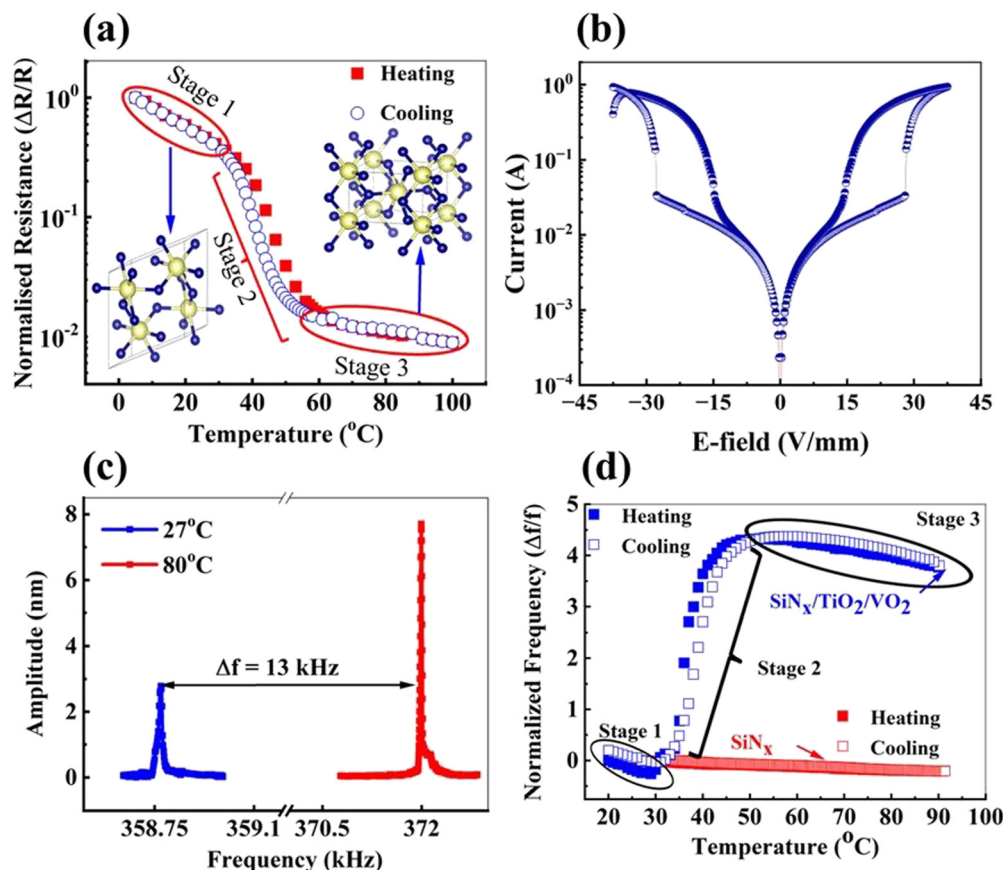 (a)
Normalised Resistance (ΔR/R)
10⁰
10⁻¹
10⁻²
Stage 1
Heating
Cooling
Stage 2
Stage 3
0 20 40 60 80 100
Temperature (°C)
(b)
Current (A)
10⁰
10⁻¹
10⁻²
10⁻³
10⁻⁴
−45 −30 −15 0 15 30 45
E-field (V/mm)
(c)
Amplitude (nm)
8
6
4
2
0
27°C
80°C
Δf = 13 kHz
358.75 359.1 370.5 372
Frequency (kHz)
(d)
Normalized Frequency (Δf/f)
5
4
3
2
1
0
−1
Heating
Cooling
Stage 3
SiNₓ/TiO₂/VO₂
Stage 2
Stage 1
Heating
Cooling
SiNₓ
20 30 40 50 60 70 80 90 100
Temperature (°C)